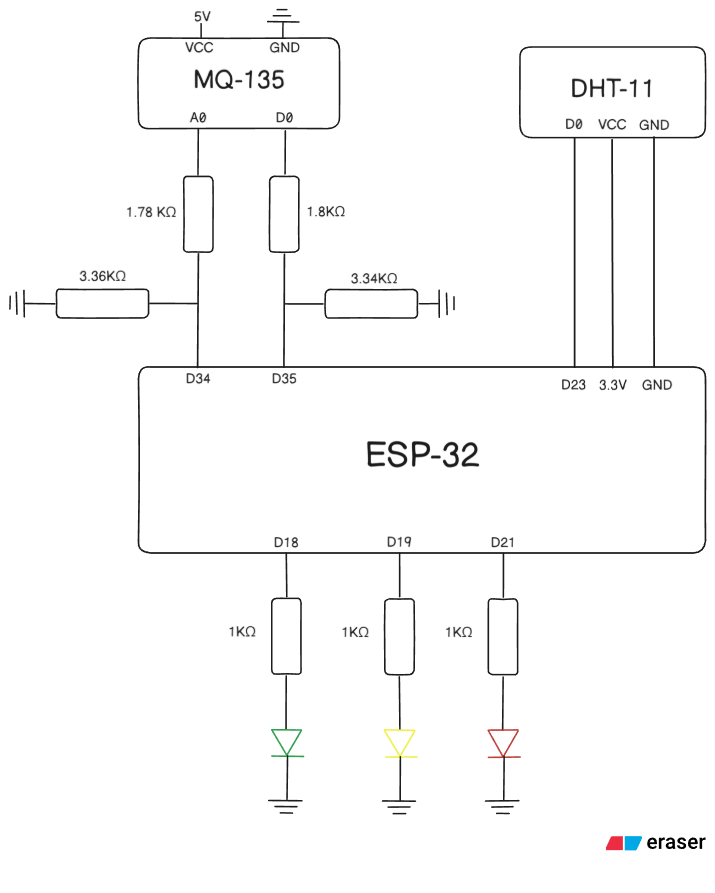 5V
VCC GND
MQ-135
A0 D0
DHT-11
D0 VCC GND
1.78 KΩ
1.8KΩ
3.36KΩ
3.34KΩ
D34 D35
D23 3.3V GND
ESP-32
D18 D19 D21
1KΩ 1KΩ 1KΩ
eraser